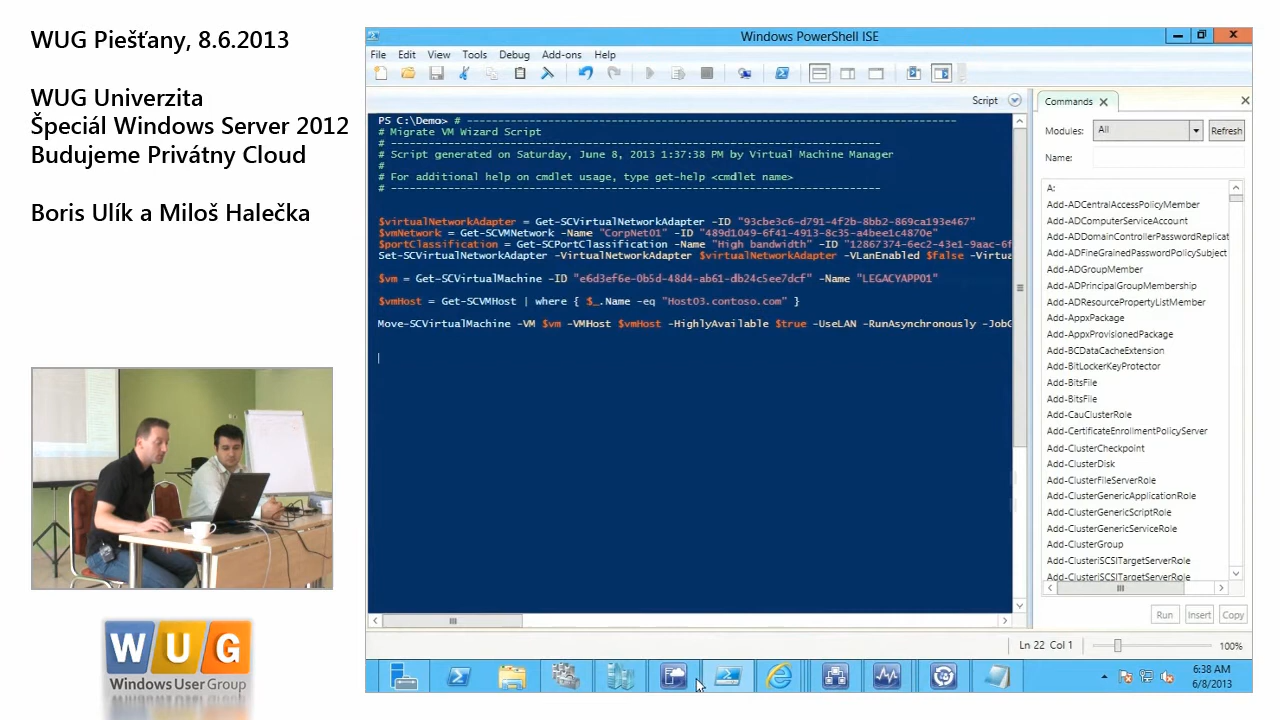 WUG Piešťany, 8.6.2013
WUG Univerzita
Špeciál Windows Server 2012
Budujeme Privátny Cloud
Boris Ulík a Miloš Halečka
WUG
Windows User Group
Windows PowerShell ISE
File Edit View Tools Debug Add-ons Help
Script
PS C:\Demo> # ------------------------------------------------------------------------------
# Migrate VM Wizard Script
# ------------------------------------------------------------------------------
# Script generated on Saturday, June 8, 2013 1:37:38 PM by Virtual Machine Manager
#
# For additional help on cmdlet usage, type get-help <cmdlet name>
# ------------------------------------------------------------------------------
$virtualNetworkAdapter = Get-SCVirtualNetworkAdapter -ID "93cbe3c6-d791-4f2b-8bb2-869ca193e467"
$vmNetwork = Get-SCVMNetwork -Name "CorpNet01" -ID "489d1049-6f41-4913-8c35-a4bee1c4870e"
$portClassification = Get-SCPortClassification -Name "High bandwidth" -ID "12867374-6ec2-43e1-9aac-6f
Set-SCVirtualNetworkAdapter -VirtualNetworkAdapter $virtualNetworkAdapter -VLanEnabled $false -Virtua
$vm = Get-SCVirtualMachine -ID "e6d3ef6e-0b5d-48d4-ab61-db24c5ee7dcf" -Name "LEGACYAPP01"
$vmHost = Get-SCVMHost | where { $_.Name -eq "Host03.contoso.com" }
Move-SCVirtualMachine -VM $vm -VMHost $vmHost -HighlyAvailable $true -UseLAN -RunAsynchronously -JobG
Commands
Modules: All Refresh
Name:
A:
Add-ADCentralAccessPolicyMember
Add-ADComputerServiceAccount
Add-ADDomainControllerPasswordReplicat
Add-ADFineGrainedPasswordPolicySubject
Add-ADGroupMember
Add-ADPrincipalGroupMembership
Add-ADResourcePropertyListMember
Add-AppxPackage
Add-AppxProvisionedPackage
Add-BCDataCacheExtension
Add-BitLockerKeyProtector
Add-BitsFile
Add-BitsFile
Add-CauClusterRole
Add-CertificateEnrollmentPolicyServer
Add-ClusterCheckpoint
Add-ClusterDisk
Add-ClusterFileServerRole
Add-ClusterGenericApplicationRole
Add-ClusterGenericScriptRole
Add-ClusterGenericServiceRole
Add-ClusterGroup
Add-ClusteriSCSITargetServerRole
Add-ClusteriSCSITargetServerRole
Run Insert Copy
Ln 22 Col 1 100%
6:38 AM
6/8/2013